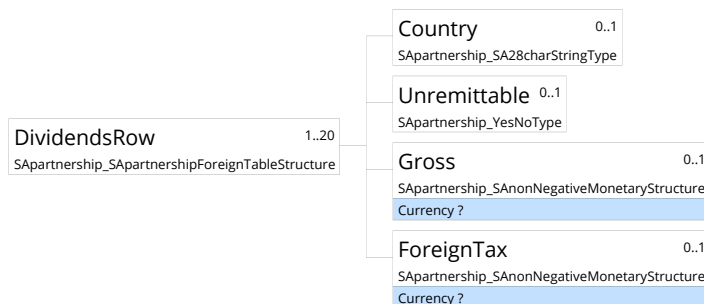 Country 0..1
SApartnership_SA28charStringType
Unremittable 0..1
SApartnership_YesNoType
DividendsRow 1..20
SApartnership_SApartnershipForeignTableStructure
Gross 0..1
SApartnership_SAnonNegativeMonetaryStructure
Currency ?
ForeignTax 0..1
SApartnership_SAnonNegativeMonetaryStructure
Currency ?